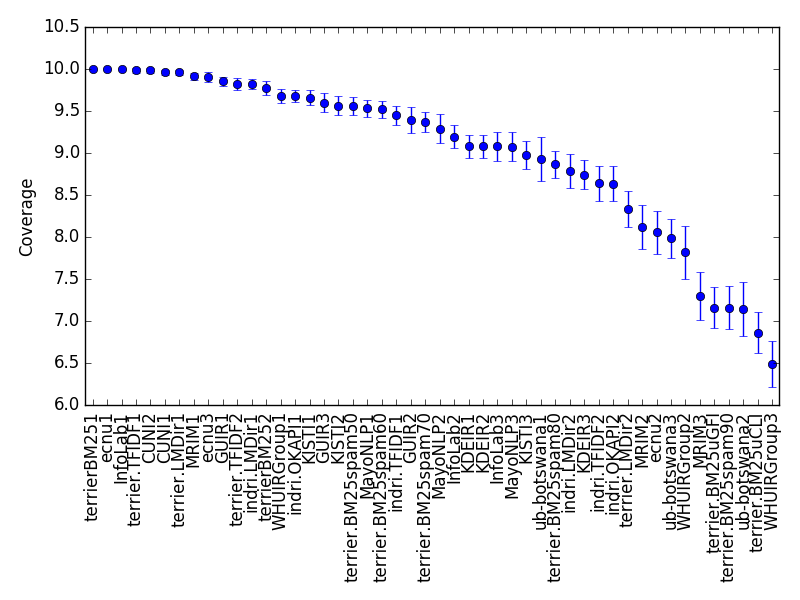 10.5
10.0
9.5
9.0
8.5
8.0
7.5
7.0
6.5
6.0
Coverage
terrierBM251
ecnu1
InfoLab1
terrier.TFIDF1
CUNI2
CUNI1
terrier.LMDir1
MRIM1
ecnu3
GUIR1
terrier.TFIDF2
indri.LMDir1
terrierBM252
WHUIRGroup1
indri.OKAPI1
KISTI1
GUIR3
KISTI2
terrier.BM25spam50
MayoNLP1
terrier.BM25spam60
indri.TFIDF1
GUIR2
terrier.BM25spam70
MayoNLP2
InfoLab2
KDEIR1
KDEIR2
InfoLab3
MayoNLP3
KISTI3
ub-botswana1
terrier.BM25spam80
indri.LMDir2
KDEIR3
indri.TFIDF2
indri.OKAPI2
terrier.LMDir2
MRIM2
ecnu2
ub-botswana3
WHUIRGroup2
MRIM3
terrier.BM25uGFI
terrier.BM25spam90
ub-botswana2
terrier.BM25uCLI
WHUIRGroup3